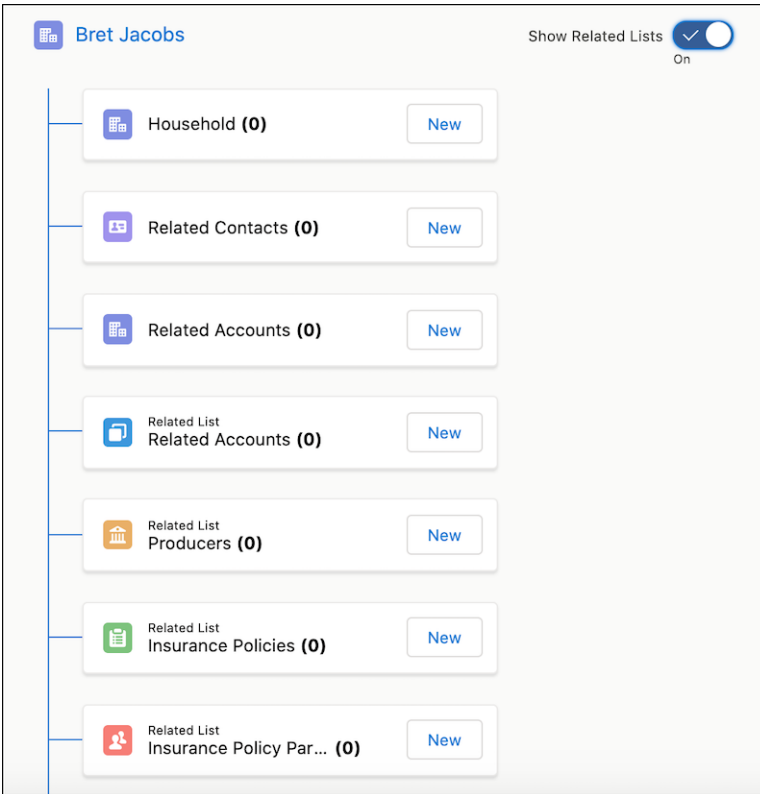 Bret Jacobs
Show Related Lists
On
Household (0)
New
Related Contacts (0)
New
Related Accounts (0)
New
Related List
Related Accounts (0)
New
Related List
Producers (0)
New
Related List
Insurance Policies (0)
New
Related List
Insurance Policy Par... (0)
New